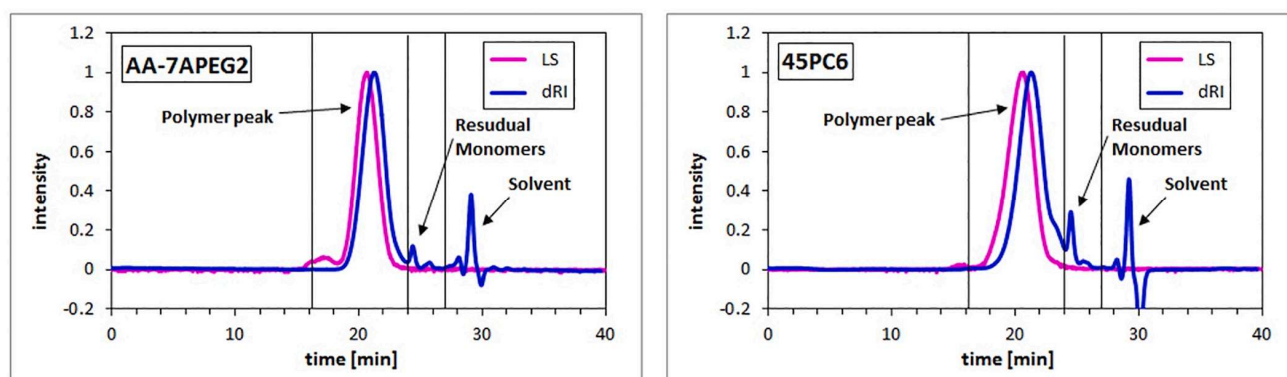 AA-7APEG2
LS
dRI
Polymer peak
Resudual
Monomers
Solvent
intensity
1.2
1
0.8
0.6
0.4
0.2
0
-0.2
0
10
20
30
40
time [min]
45PC6
LS
dRI
Polymer peak
Resudual
Monomers
Solvent
intensity
1.2
1
0.8
0.6
0.4
0.2
0
-0.2
0
10
20
30
40
time [min]